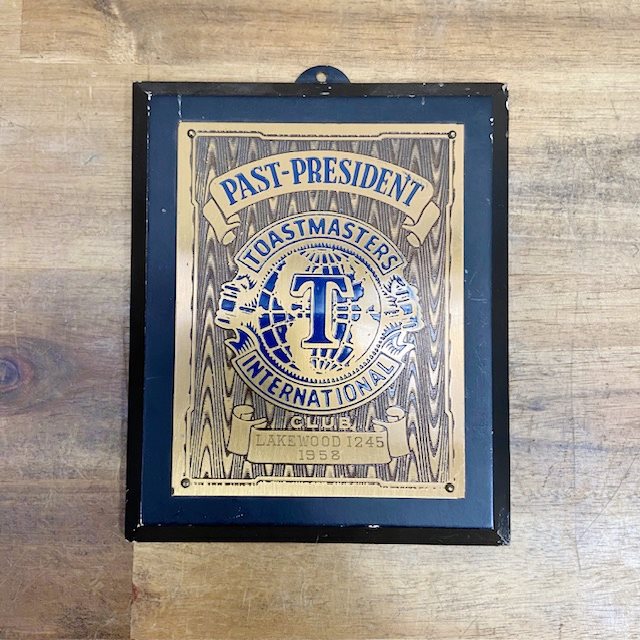 PAST-PRESIDENT
TOASTMASTERS
T
INTERNATIONAL
CLUB
LAKEWOOD 1245
1958